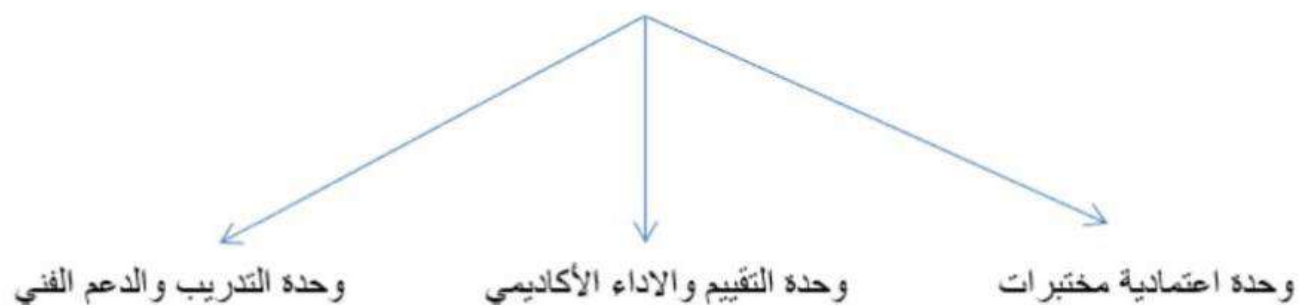 وحدة اعتمادية مختبرات
وحدة التقييم والاداء الأكاديمي
وحدة التدريب والدعم الفني